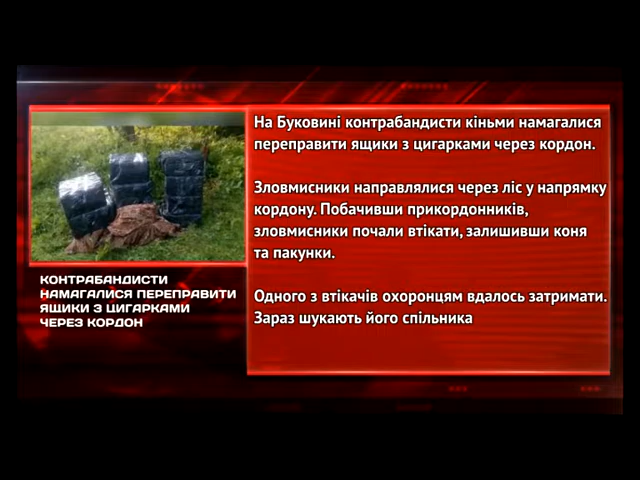 На Буковині контрабандисти кіньми намагалися
переправити ящики з цигарками через кордон.
Зловмисники направлялися через ліс у напрямку
кордону. Побачивши прикордонників,
зловмисники почали втікати, залишивши коня
та пакунки.
Одного з втікачів охоронцям вдалось затримати.
Зараз шукають його спільника
КОНТРАБАНДИСТИ
НАМАГАЛИСЯ ПЕРЕПРАВИТИ
ЯЩИКИ З ЦИГАРКАМИ
ЧЕРЕЗ КОРДОН